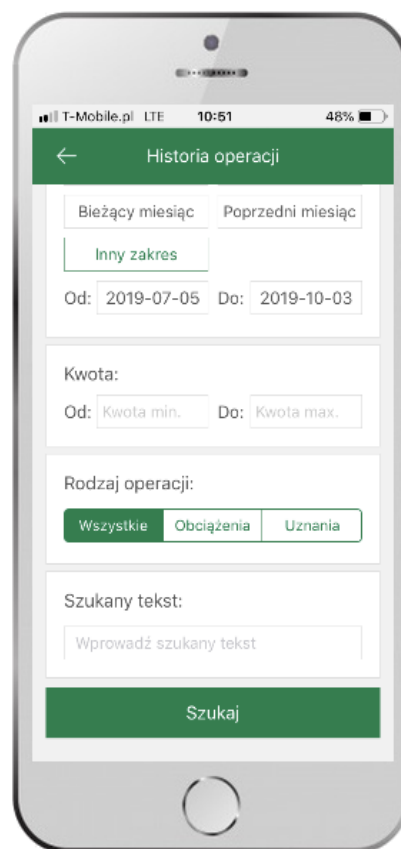 T-Mobile.pl LTE 10:51 48%
Historia operacji
Bieżący miesiąc Poprzedni miesiąc
Inny zakres
Od: 2019-07-05 Do: 2019-10-03
Kwota:
Od: Kwota min. Do: Kwota max.
Rodzaj operacji:
Wszystkie Obciążenia Uznania
Szukany tekst:
Wprowadź szukany tekst
Szukaj